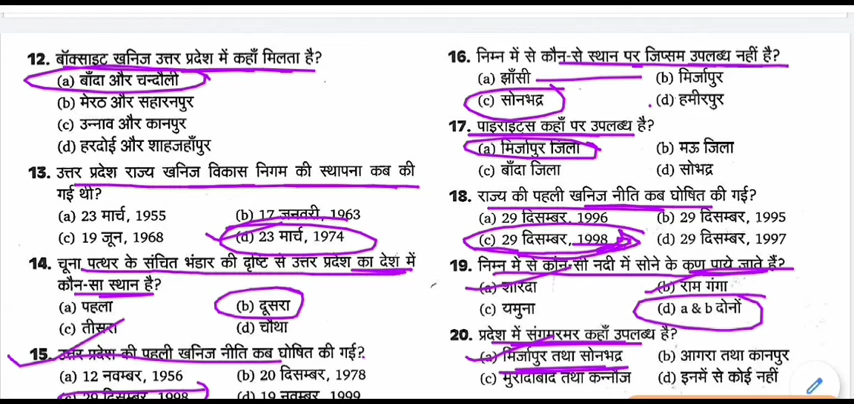 12. बॉक्साइट खनिज उत्तर प्रदेश में कहाँ मिलता है?
(a) बाँदा और चन्दौली
(b) मेरठ और सहारनपुर
(c) उन्नाव और कानपुर
(d) हरदोई और शाहजहाँपुर
13. उत्तर प्रदेश राज्य खनिज विकास निगम की स्थापना कब की
गई थी?
(a) 23 मार्च, 1955 (b) 17 जनवरी, 1963
(c) 19 जून, 1968 (d) 23 मार्च, 1974
14. चूना पत्थर के संचित भंडार की दृष्टि से उत्तर प्रदेश का देश में
कौन-सा स्थान है?
(a) पहला (b) दूसरा
(c) तीसरा (d) चौथा
15. उत्तर प्रदेश की पहली खनिज नीति कब घोषित की गई?
(a) 12 नवम्बर, 1956 (b) 20 दिसम्बर, 1978
29 दिसम्बर, 1998 (d) 19 नवम्बर, 1999
16. निम्न में से कौन-से स्थान पर जिप्सम उपलब्ध नहीं है?
(a) झाँसी (b) मिर्जापुर
(c) सोनभद्र (d) हमीरपुर
17. पाइराइट्स कहाँ पर उपलब्ध है?
(a) मिर्जापुर जिला (b) मऊ जिला
(c) बाँदा जिला (d) सोभद्र
18. राज्य की पहली खनिज नीति कब घोषित की गई?
(a) 29 दिसम्बर, 1996 (b) 29 दिसम्बर, 1995
(c) 29 दिसम्बर, 1998 (d) 29 दिसम्बर, 1997
19. निम्न में से कौन-सी नदी में सोने के कण पाये जाते हैं?
(a) शारदा (b) राम गंगा
(c) यमुना (d) a & b दोनों
20. प्रदेश में संगमरमर कहाँ उपलब्ध है?
(a) मिर्जापुर तथा सोनभद्र (b) आगरा तथा कानपुर
(c) मुरादाबाद तथा कन्नौज (d) इनमें से कोई नहीं